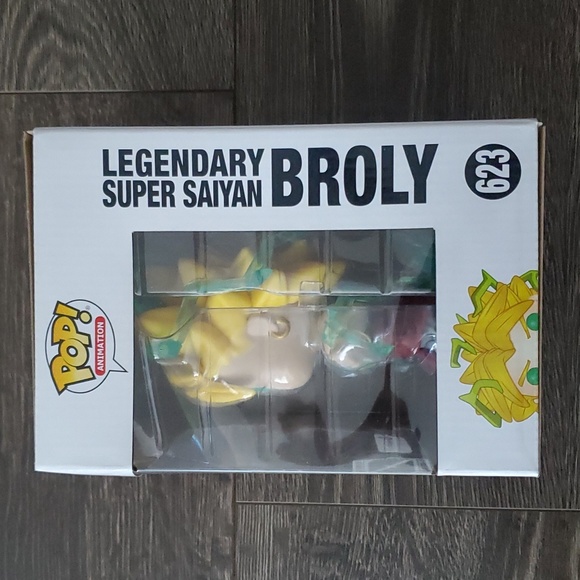 LEGENDARY
SUPER SAIYAN
BROLY
623
POP!
ANIMATION